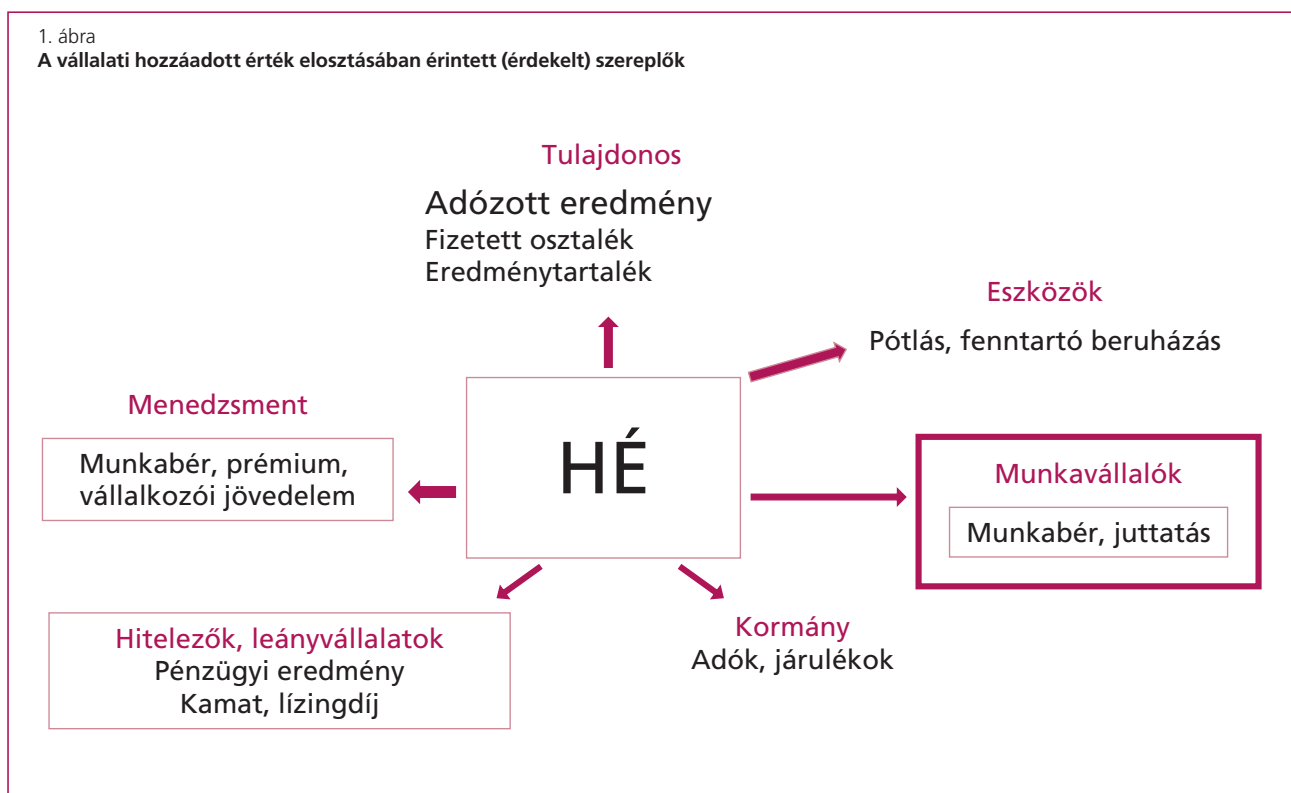 1. ábra
A vállalati hozzáadott érték elosztásában érintett (érdekelt) szereplők
Tulajdonos
Adózott eredmény
Fizetett osztalék
Eredménytartalék
Eszközök
Pótlás, fenntartó beruházás
Menedzsment
Munkabér, prémium,
vállalkozói jövedelem
HÉ
Munkavállalók
Munkabér, juttatás
Hitelezők, leányvállalatok
Pénzügyi eredmény
Kamat, lízingdíj
Kormány
Adók, járulékok